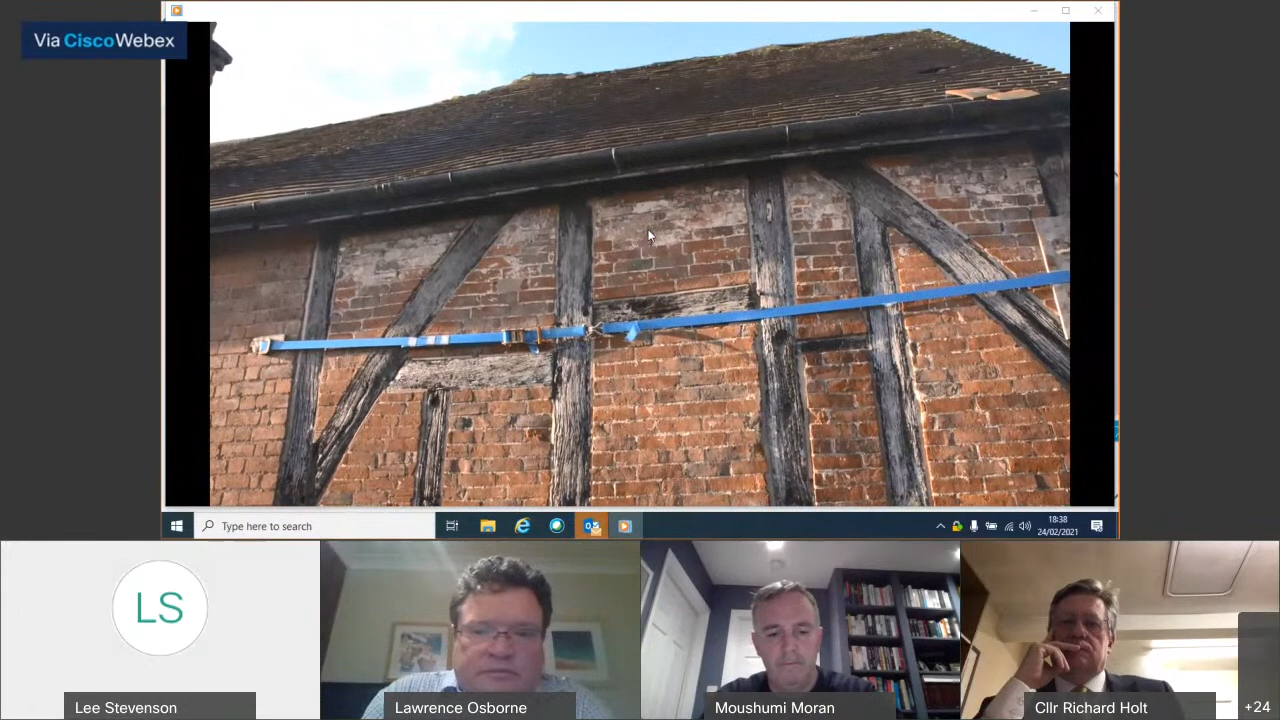 Via CiscoWebex
Type here to search
18:38
24/02/2021
LS
Lee Stevenson
Lawrence Osborne
Moushumi Moran
Cllr Richard Holt
+24